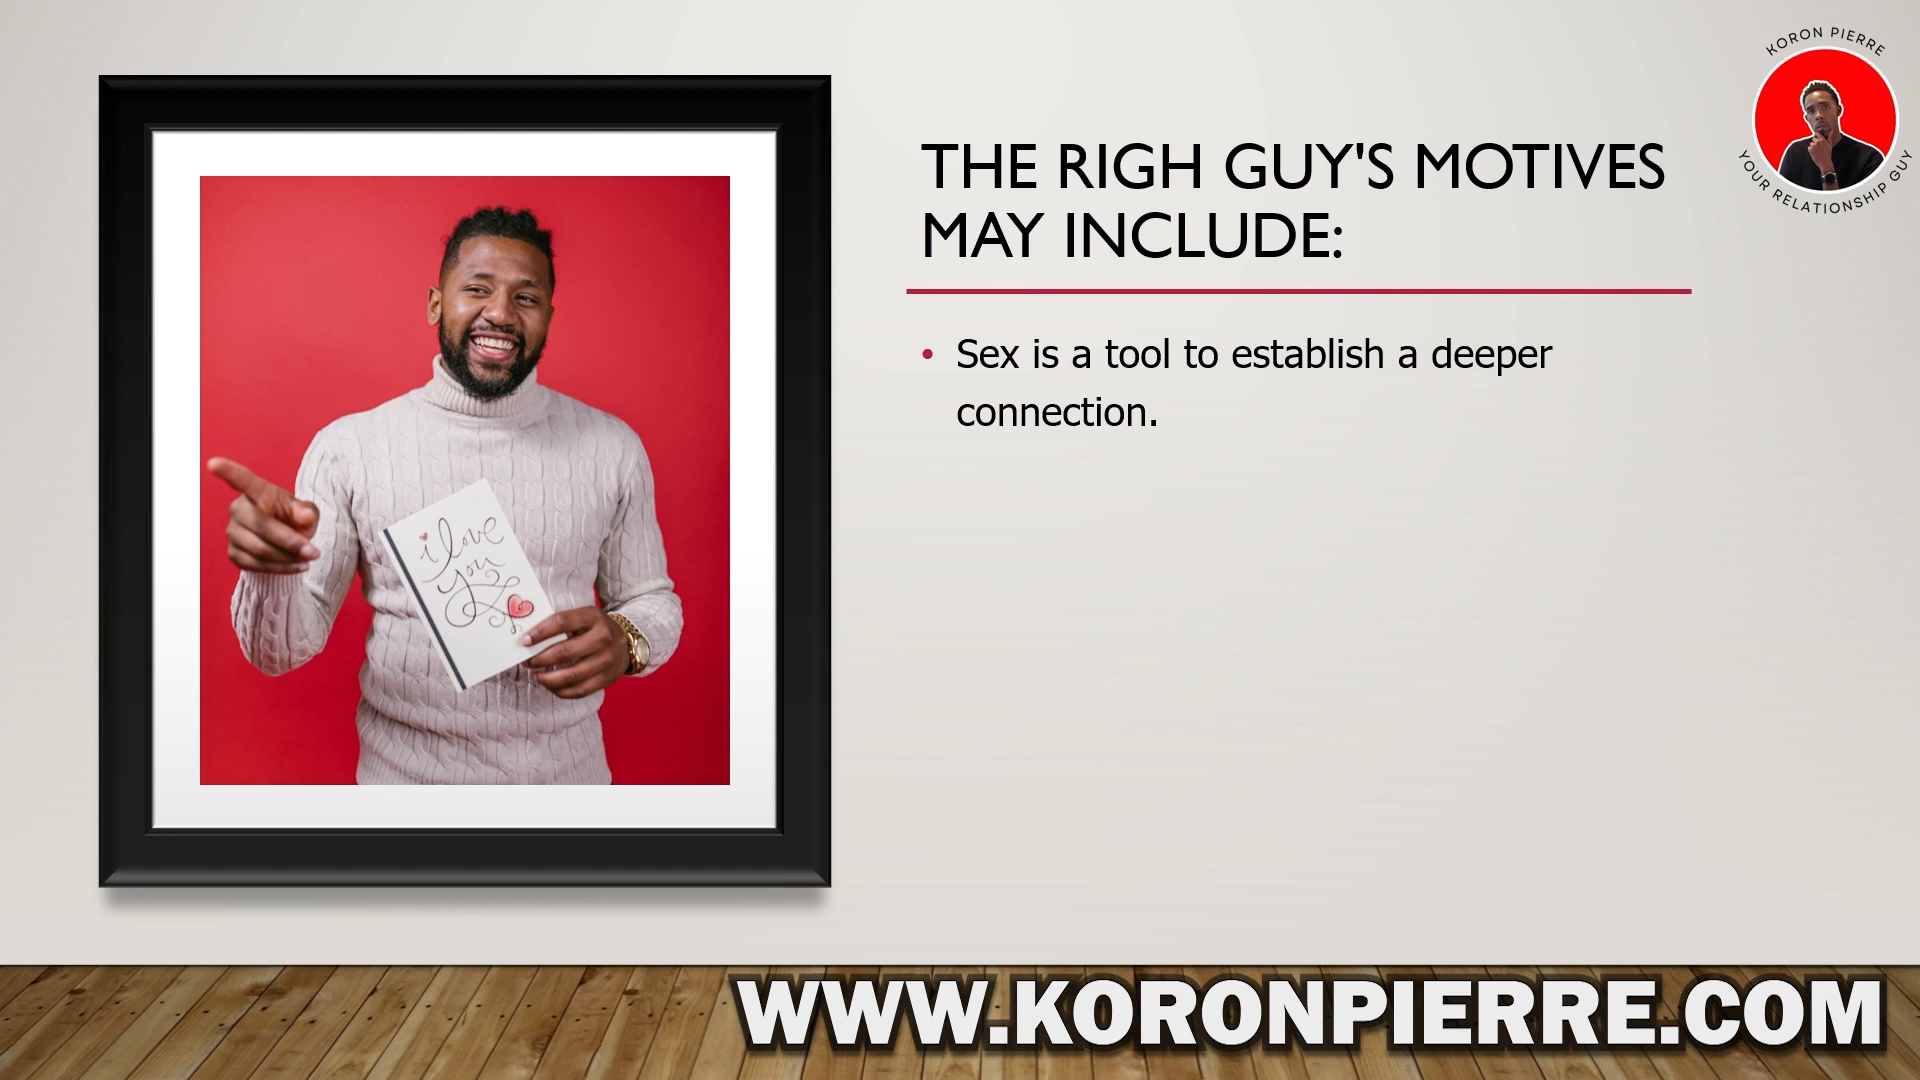 KORON PIERRE
YOUR RELATIONSHIP GUY
THE RIGH GUY'S MOTIVES
MAY INCLUDE:
• Sex is a tool to establish a deeper
connection.
i love
you
WWW.KORONPIERRE.COM